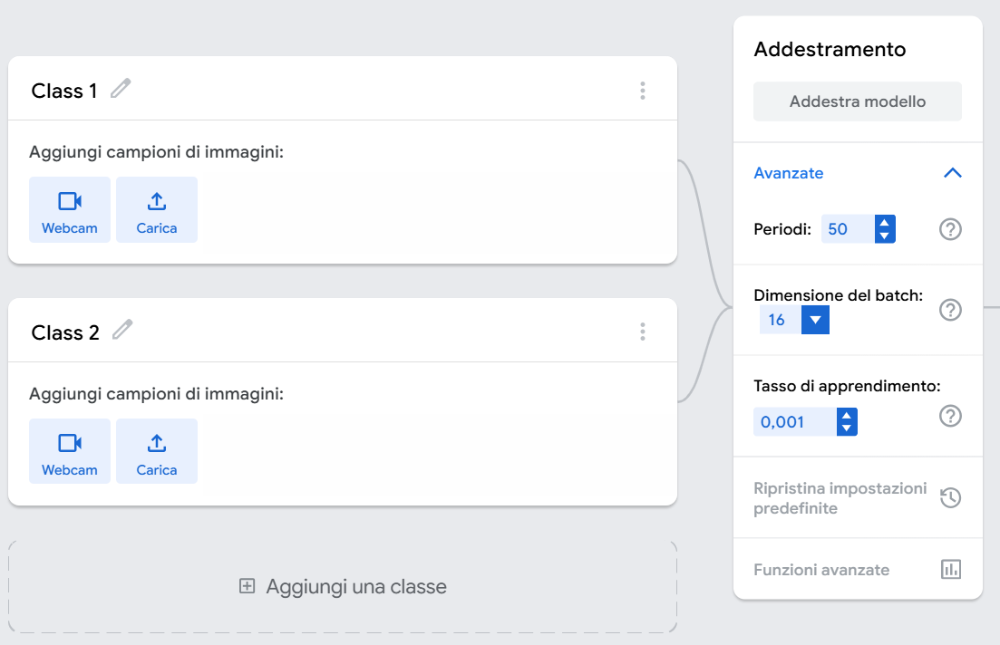 Class 1
Aggiungi campioni di immagini:
Webcam
Carica
Class 2
Aggiungi campioni di immagini:
Webcam
Carica
Aggiungi una classe
Addestramento
Addestra modello
Avanzate
Periodi: 50
Dimensione del batch:
16
Tasso di apprendimento:
0,001
Ripristina impostazioni
predefinite
Funzioni avanzate